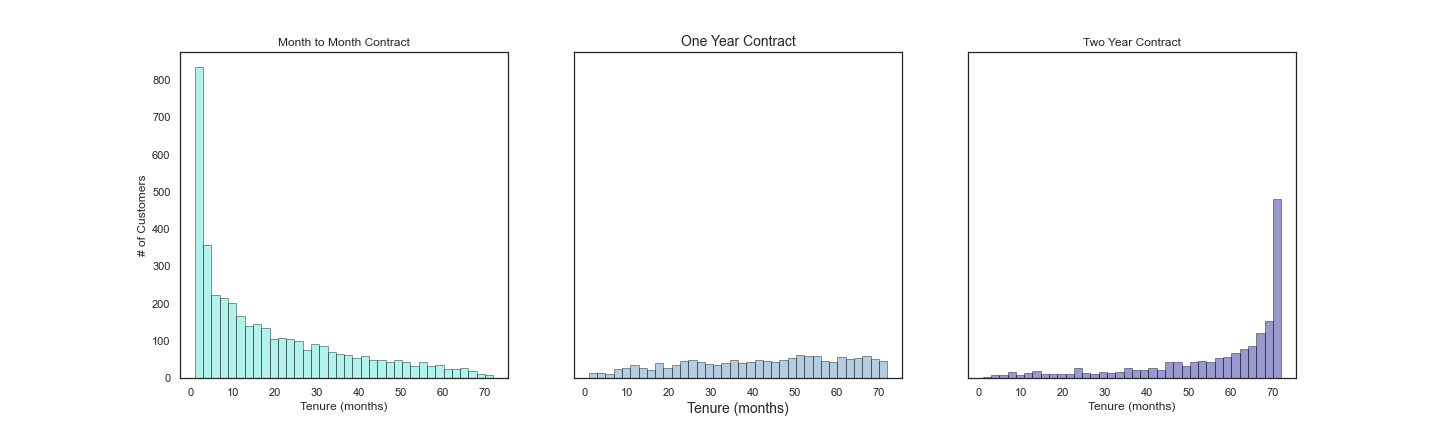 Month to Month Contract
One Year Contract
Two Year Contract
# of Customers
800
700
600
500
400
300
200
100
0
0 10 20 30 40 50 60 70
0 10 20 30 40 50 60 70
0 10 20 30 40 50 60 70
Tenure (months)
Tenure (months)
Tenure (months)